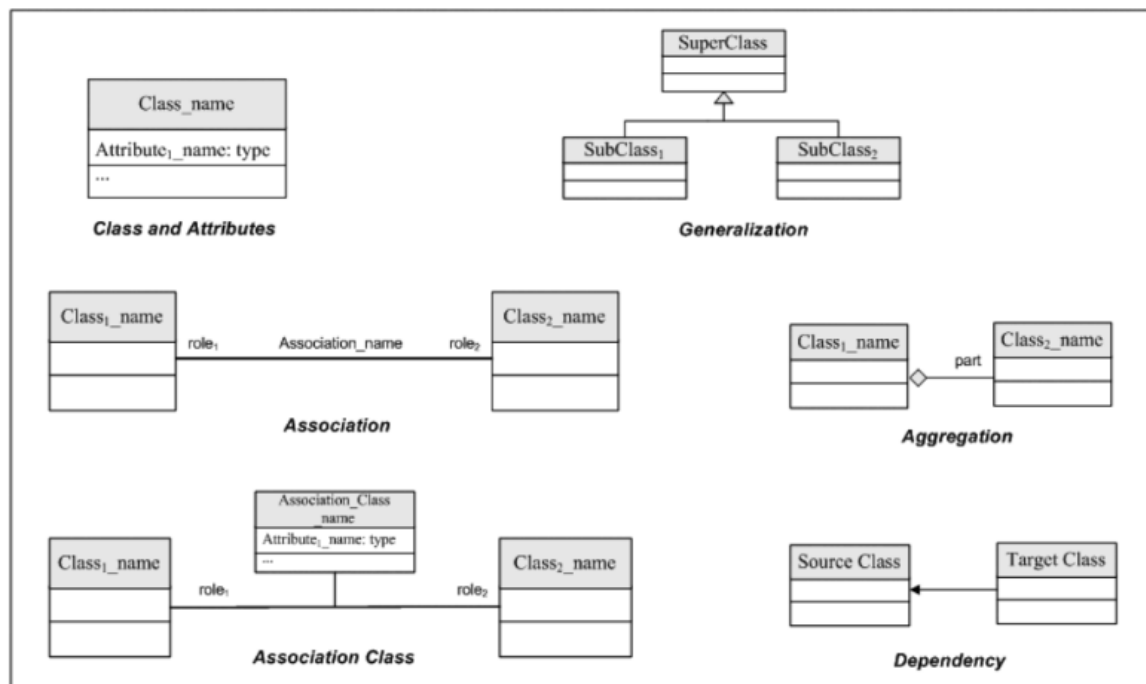 SuperClass
Class_name
Attribute₁_name: type
...
SubClass₁
SubClass₂
Class and Attributes
Generalization
Class₁_name
Class₂_name
role₁
Association_name
role₂
Association
Class₁_name
Class₂_name
part
Aggregation
Association_Class
_name
Attribute₁_name: type
...
Class₁_name
Class₂_name
role₁
role₂
Association Class
Source Class
Target Class
Dependency